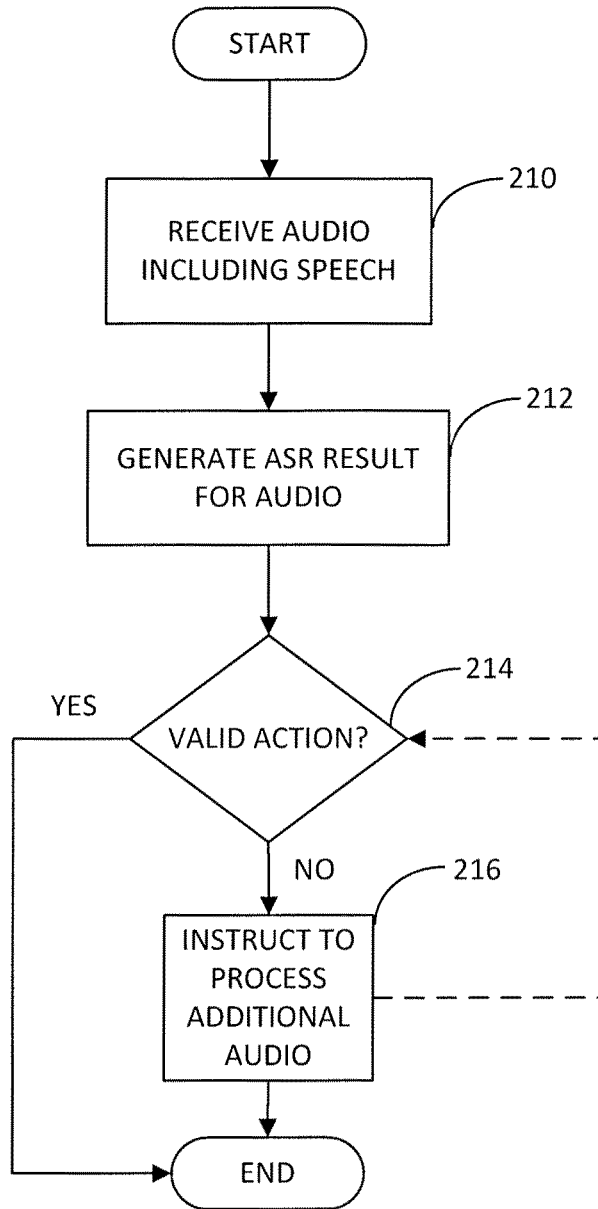 START
210
RECEIVE AUDIO
INCLUDING SPEECH
212
GENERATE ASR RESULT
FOR AUDIO
214
YES
VALID ACTION?
NO
216
INSTRUCT TO
PROCESS
ADDITIONAL
AUDIO
END